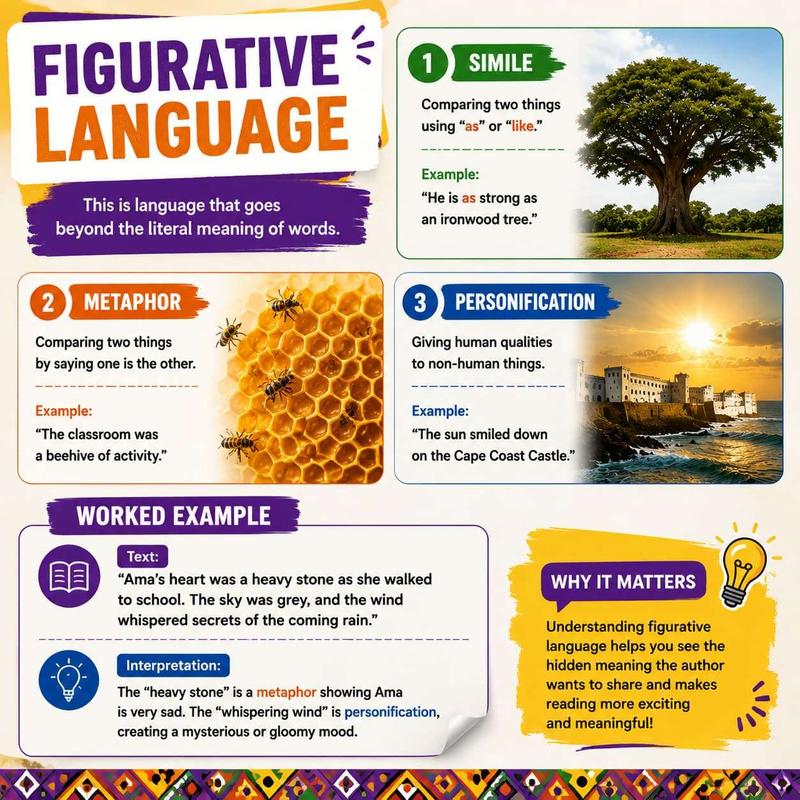 FIGURATIVE
LANGUAGE
This is language that goes
beyond the literal meaning of words.
1 SIMILE
Comparing two things
using “as” or “like.”
Example:
“He is as strong as
an ironwood tree.”
2 METAPHOR
Comparing two things
by saying one is the other.
Example:
“The classroom was
a beehive of activity.”
3 PERSONIFICATION
Giving human qualities
to non-human things.
Example:
“The sun smiled down
on the Cape Coast Castle.”
WORKED EXAMPLE
Text:
“Ama’s heart was a heavy stone as she walked
to school. The sky was grey, and the wind
whispered secrets of the coming rain.”
Interpretation:
The “heavy stone” is a metaphor showing Ama
is very sad. The “whispering wind” is personification,
creating a mysterious or gloomy mood.
WHY IT MATTERS
Understanding figurative
language helps you see the
hidden meaning the author
wants to share and makes
reading more exciting
and meaningful!